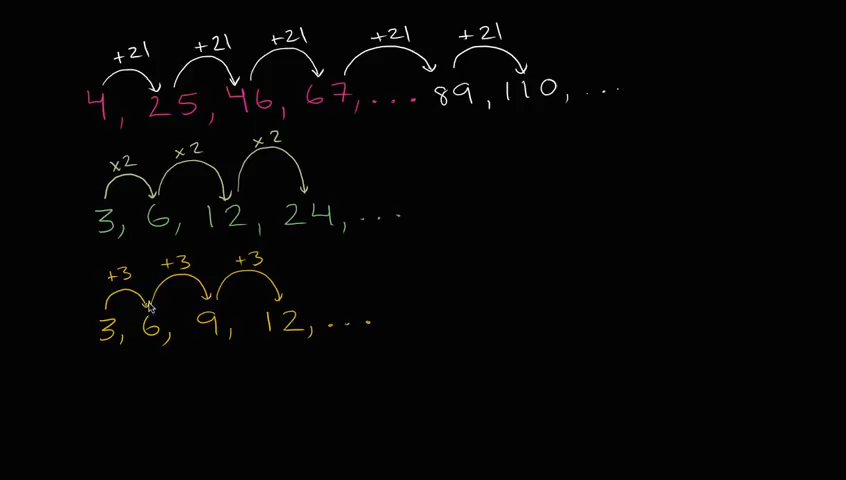 +21 +21 +21 +21 +21
4, 25, 46, 67, ... 89, 110, ...
x2 x2 x2
3, 6, 12, 24, ...
+3 +3 +3
3, 6, 9, 12, ...